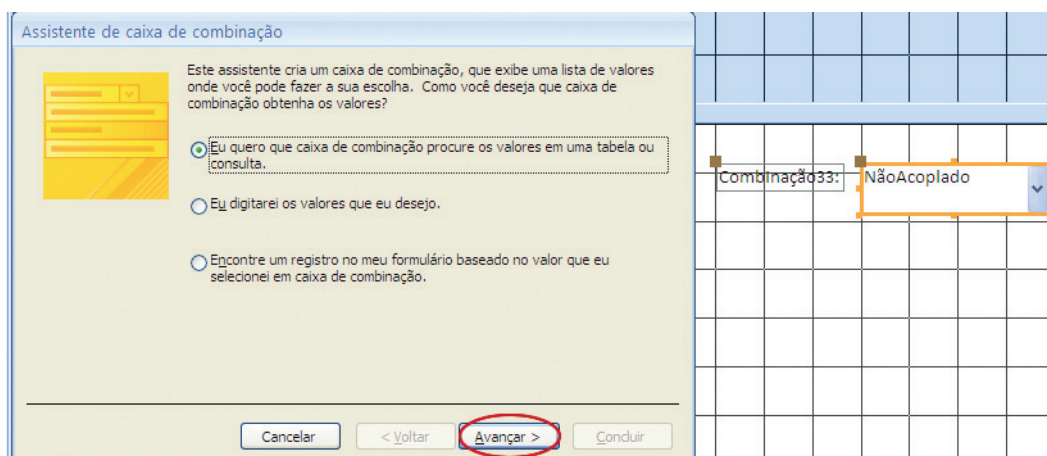 Assistente de caixa de combinação
Este assistente cria um caixa de combinação, que exibe uma lista de valores
onde você pode fazer a sua escolha. Como você deseja que caixa de
combinação obtenha os valores?
Eu quero que caixa de combinação procure os valores em uma tabela ou
consulta.
Eu digitarei os valores que eu desejo.
Encontre um registro no meu formulário baseado no valor que eu
selecionei em caixa de combinação.
Cancelar
< Voltar
Avançar >
Concluir
Combinação33:
NãoAcoplado